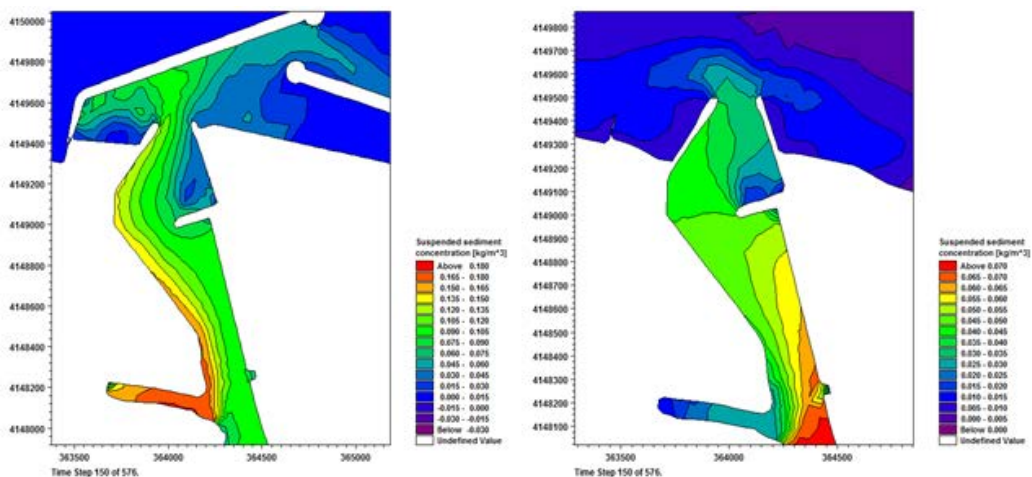 4150000
4149800
4149600
4149400
4149200
4149000
4148800
4148600
4148400
4148200
4148000
363500 364000 364500 365000
Time Step 150 of 576.
Suspended sediment
concentration [kg/m^3]
Above 0.180
0.165 - 0.180
0.150 - 0.165
0.135 - 0.150
0.120 - 0.135
0.105 - 0.120
0.090 - 0.105
0.075 - 0.090
0.060 - 0.075
0.045 - 0.060
0.030 - 0.045
0.015 - 0.030
0.000 - 0.015
-0.015 - 0.000
-0.030 - -0.015
Below -0.030
Undefined Value
4149800
4149700
4149600
4149500
4149400
4149300
4149200
4149100
4149000
4148900
4148800
4148700
4148600
4148500
4148400
4148300
4148200
4148100
363500 364000 364500
Time Step 150 of 576.
Suspended sediment
concentration [kg/m^3]
Above 0.070
0.065 - 0.070
0.060 - 0.065
0.055 - 0.060
0.050 - 0.055
0.045 - 0.050
0.040 - 0.045
0.035 - 0.040
0.030 - 0.035
0.025 - 0.030
0.020 - 0.025
0.015 - 0.020
0.010 - 0.015
0.005 - 0.010
0.000 - 0.005
Below 0.000
Undefined Value